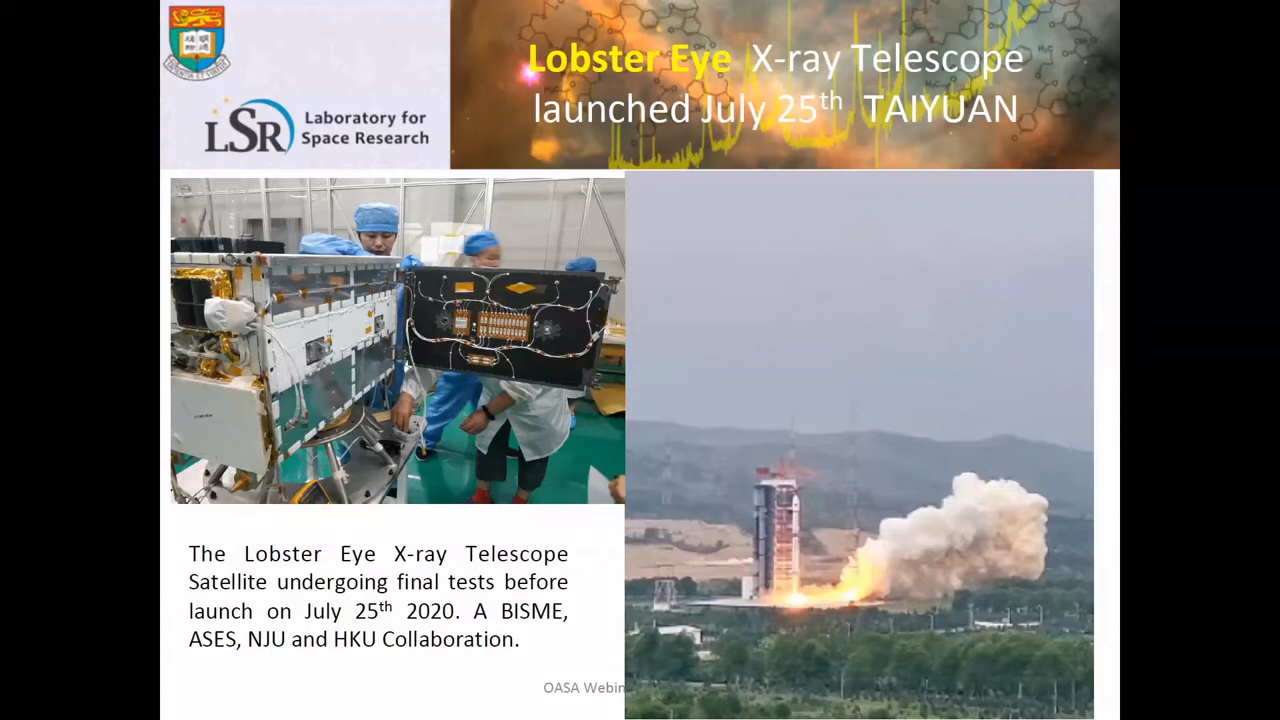 Lobster Eye X-ray Telescope
launched July 25th TAIYUAN
LSR
Laboratory for
Space Research
The Lobster Eye X-ray Telescope
Satellite undergoing final tests before
launch on July 25th 2020. A BISME,
ASES, NJU and HKU Collaboration.
OASA Webin